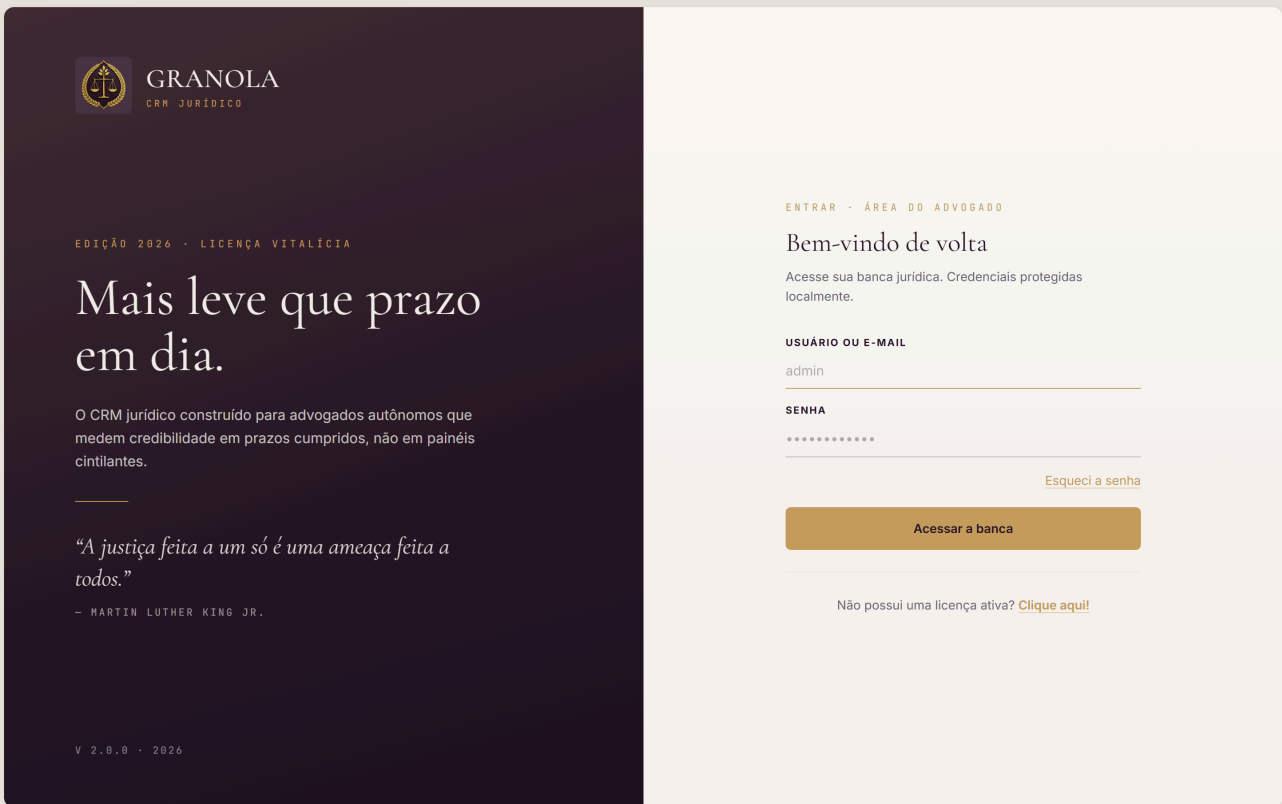 GRANOLA
CRM JURÍDICO
EDIÇÃO 2026 · LICENÇA VITALÍCIA
Mais leve que prazo
em dia.
O CRM jurídico construído para advogados autônomos que
medem credibilidade em prazos cumpridos, não em painéis
cintilantes.
“A justiça feita a um só é uma ameaça feita a
todos.”
— MARTIN LUTHER KING JR.
V 2.0.0 · 2026
ENTRAR · ÁREA DO ADVOGADO
Bem-vindo de volta
Acesse sua banca jurídica. Credenciais protegidas
localmente.
USUÁRIO OU E-MAIL
admin
SENHA
••••••••••••
Esqueci a senha
Acessar a banca
Não possui uma licença ativa? Clique aqui!